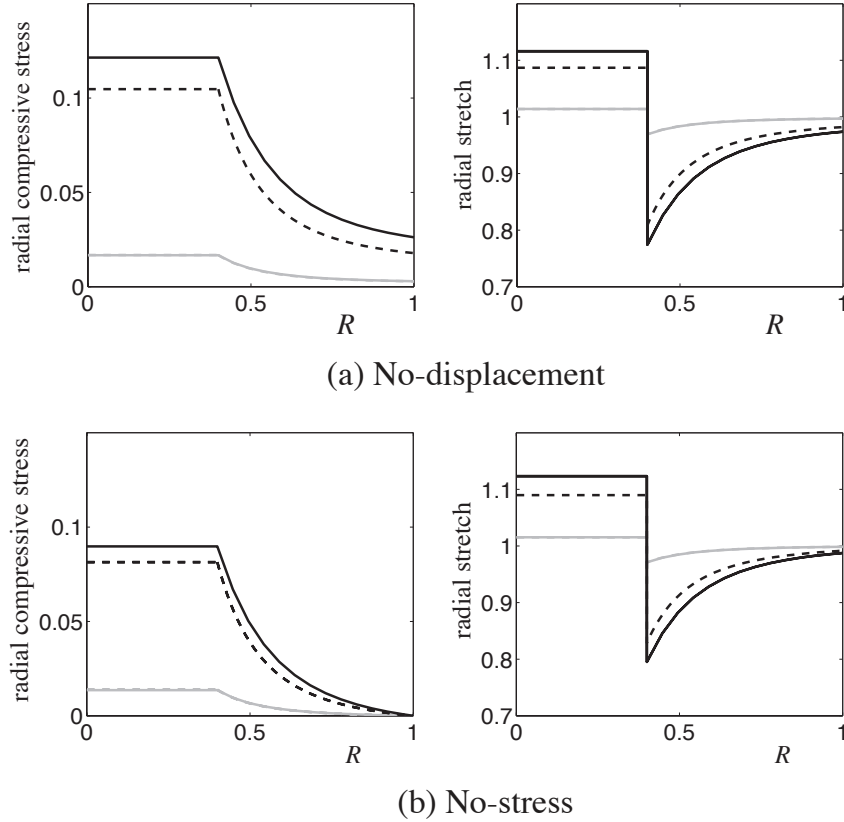 radial compressive stress
0.1
0.05
0
0
0.5
1
R
radial stretch
1.1
1
0.9
0.8
0.7
0
0.5
1
R
(a) No-displacement
radial compressive stress
0.1
0.05
0
0
0.5
1
R
radial stretch
1.1
1
0.9
0.8
0.7
0
0.5
1
R
(b) No-stress